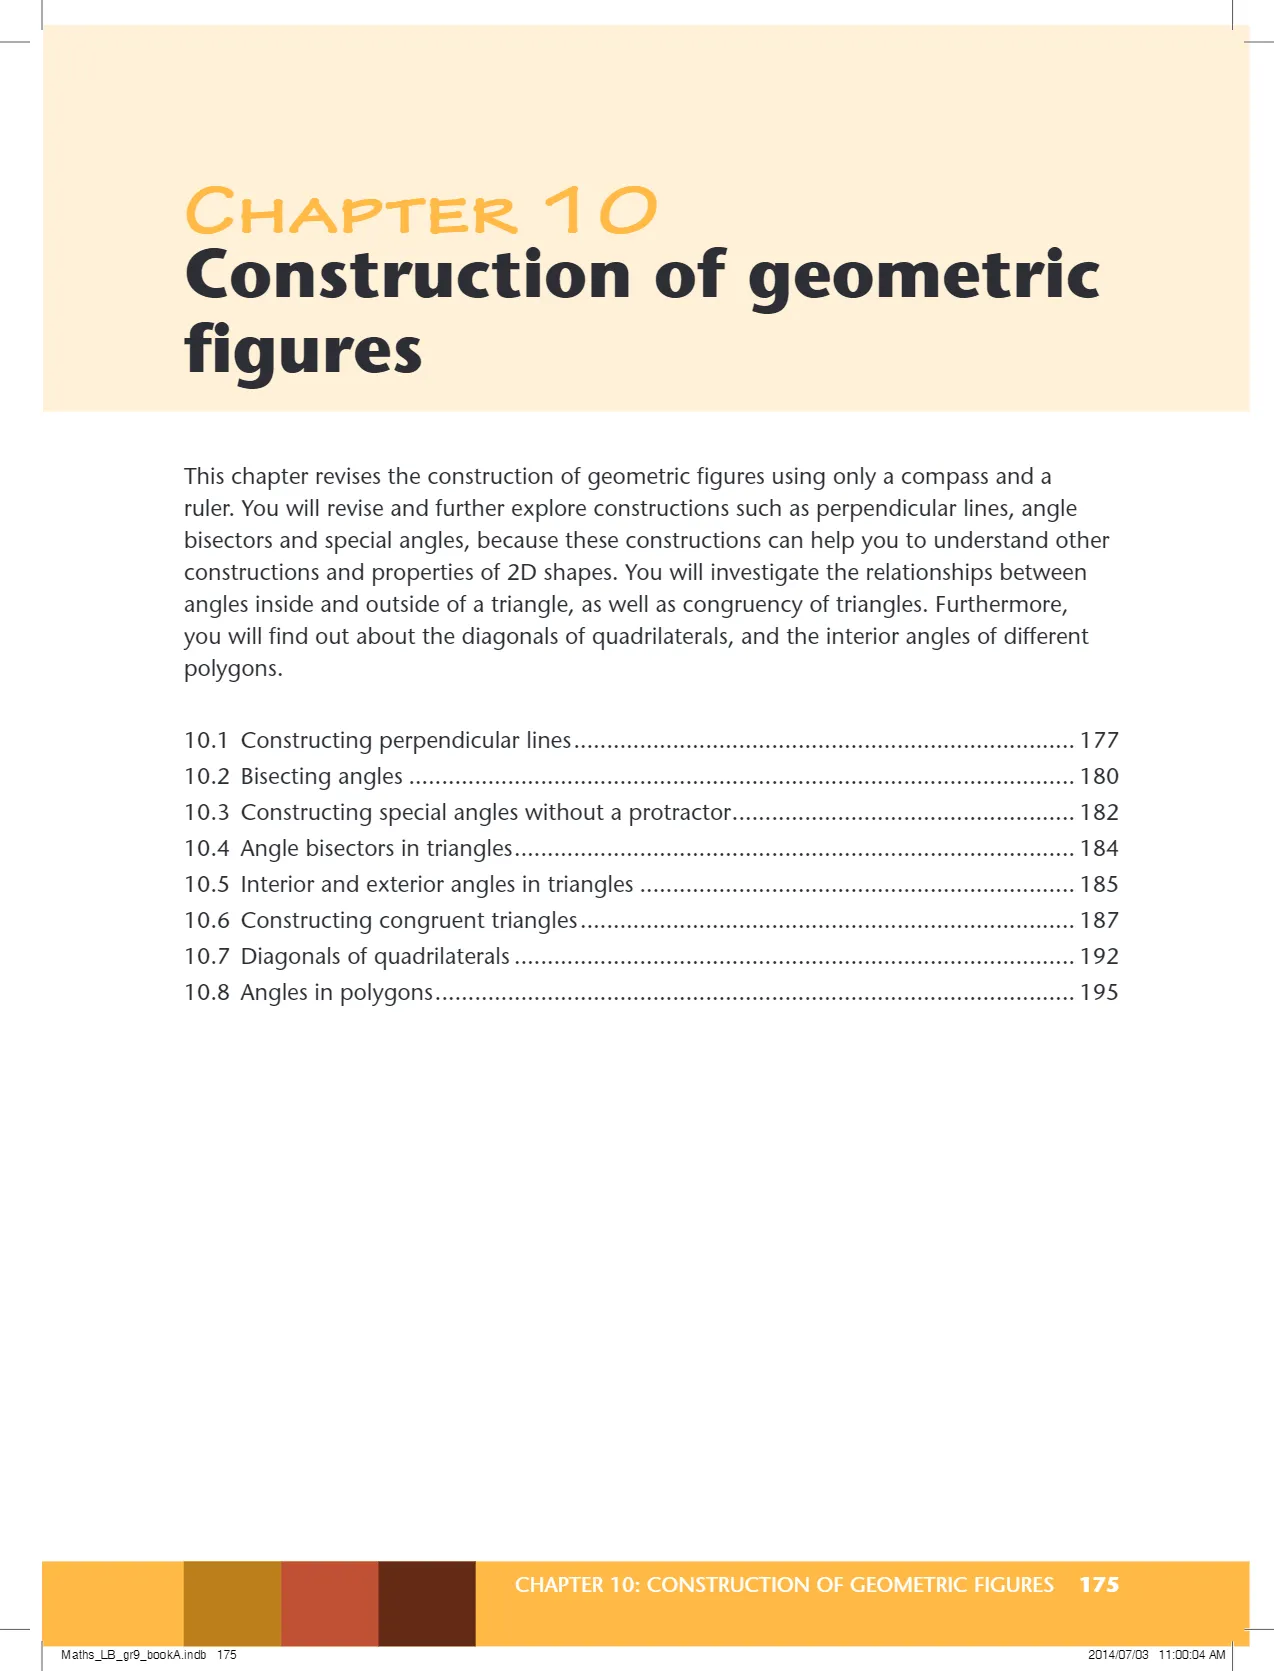 CHAPTER 10
Construction of geometric
figures
This chapter revises the construction of geometric figures using only a compass and a
ruler. You will revise and further explore constructions such as perpendicular lines, angle
bisectors and special angles, because these constructions can help you to understand other
constructions and properties of 2D shapes. You will investigate the relationships between
angles inside and outside of a triangle, as well as congruency of triangles. Furthermore,
you will find out about the diagonals of quadrilaterals, and the interior angles of different
polygons.
10.1 Constructing perpendicular lines............................................................................ 177
10.2 Bisecting angles ..................................................................................................... 180
10.3 Constructing special angles without a protractor.................................................... 182
10.4 Angle bisectors in triangles..................................................................................... 184
10.5 Interior and exterior angles in triangles .................................................................. 185
10.6 Constructing congruent triangles........................................................................... 187
10.7 Diagonals of quadrilaterals ..................................................................................... 192
10.8 Angles in polygons................................................................................................. 195
CHAPTER 10: CONSTRUCTION OF GEOMETRIC FIGURES 175
Maths_LB_gr9_bookA.indb 175 2014/07/03 11:00:04 AM